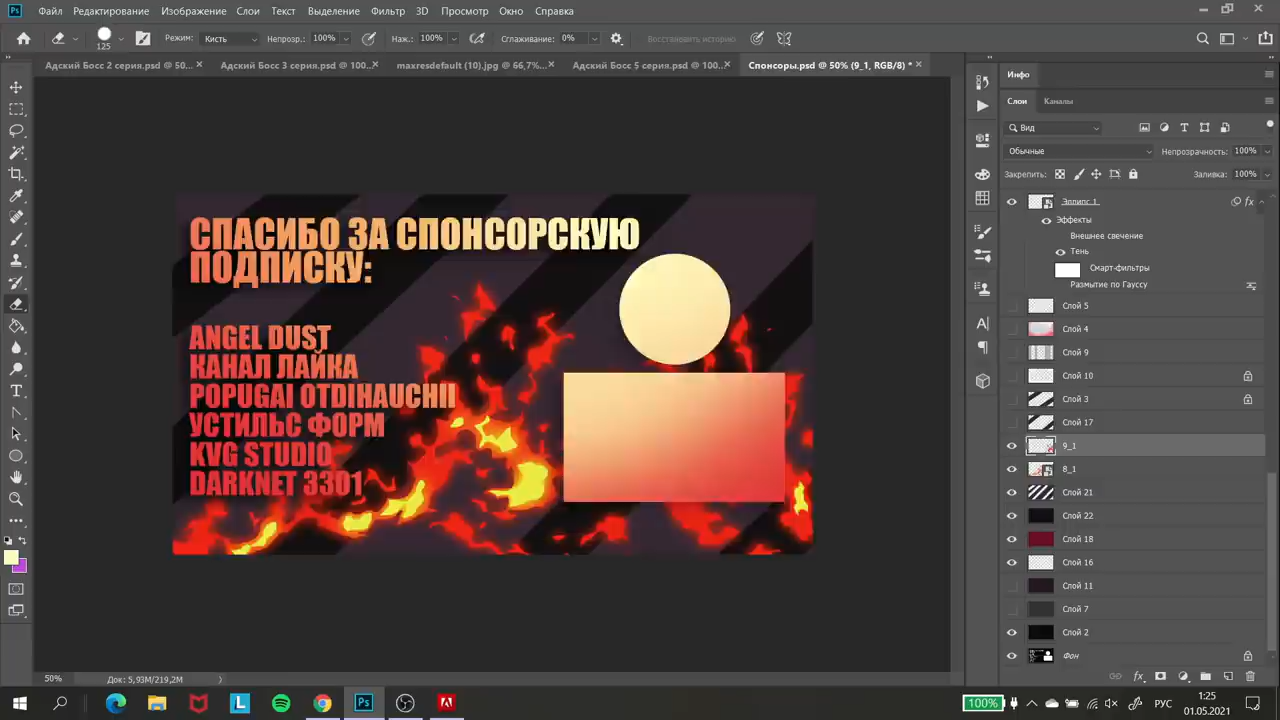 Файл Редактирование Изображение Слои Текст Выделение Фильтр 3D Просмотр Окно Справка
125 Режим: Кисть Непрозр.: 100% Наж.: 100% Сглаживание: 0% Восстановить историю
Адский Босс 2 серия.psd @ 50... Адский Босс 3 серия.psd @ 100... maxresdefault (10).jpg @ 66,7%... Адский Босс 5 серия.psd @ 100... Спонсоры.psd @ 50% (9_1, RGB/8) *
Инфо
Слои Каналы
Вид
Обычные Непрозрачность: 100%
Закрепить: Заливка: 100%
Эллипс 1
Эффекты
Внешнее свечение
Тень
Смарт-фильтры
Размытие по Гауссу
Слой 5
Слой 4
Слой 9
Слой 10
Слой 3
Слой 17
9_1
8_1
Слой 21
Слой 22
Слой 18
Слой 16
Слой 11
Слой 7
Слой 2
Фон
СПАСИБО ЗА СПОНСОРСКУЮ
ПОДПИСКУ:
ANGEL DUST
КАНАЛ ЛАЙКА
POPUGAI OTDIHAUCHII
УСТИЛЬС ФОРМ
KVG STUDIO
DARKNET 3301
50% Док: 5,93M/219,2M
100% РУС 1:25
01.05.2021